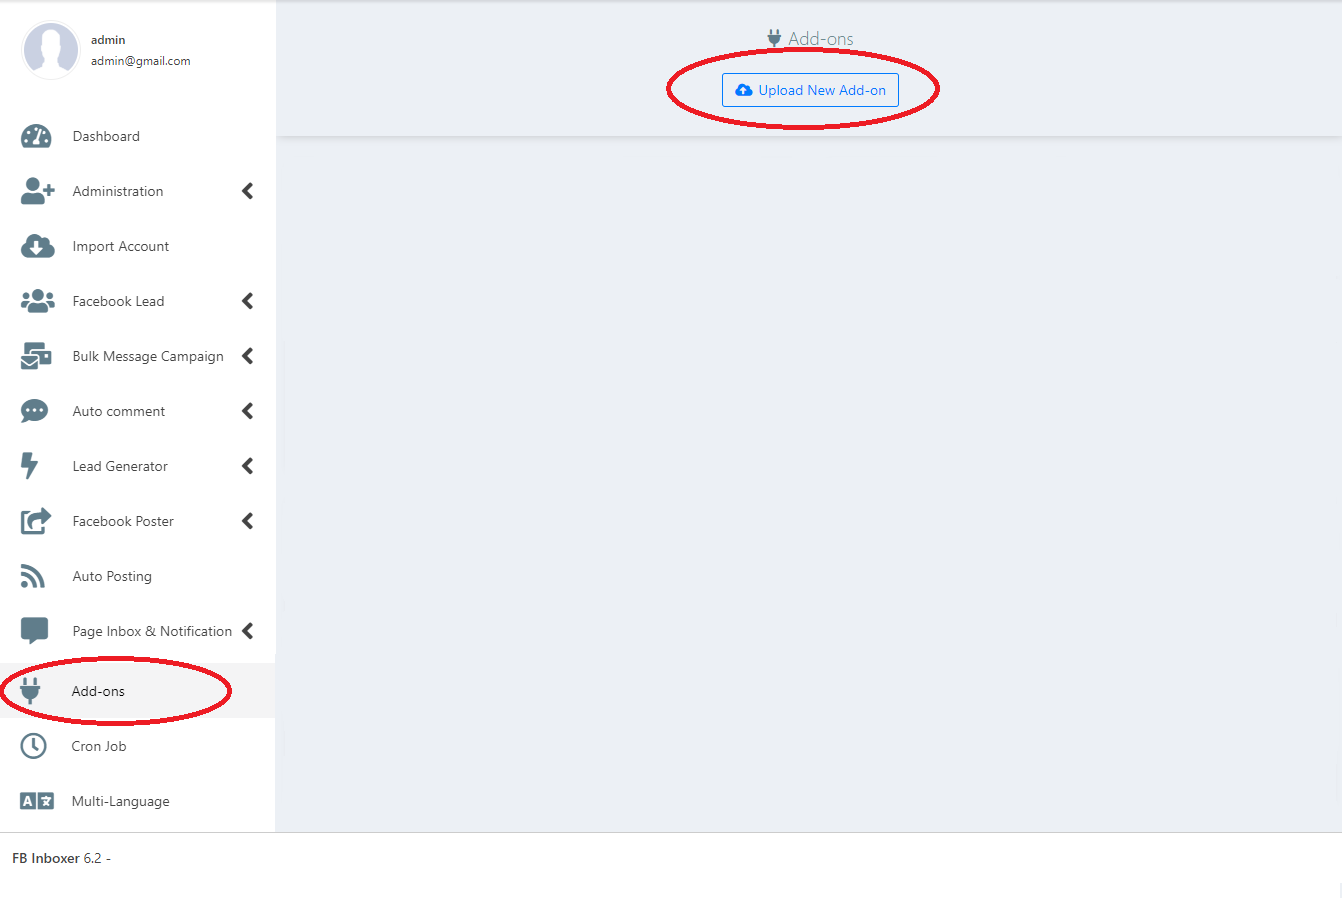 admin
admin@gmail.com
Dashboard
Administration
Import Account
Facebook Lead
Bulk Message Campaign
Auto comment
Lead Generator
Facebook Poster
Auto Posting
Page Inbox & Notification
Add-ons
Cron Job
Multi-Language
Add-ons
Upload New Add-on
FB Inboxer 6.2 -